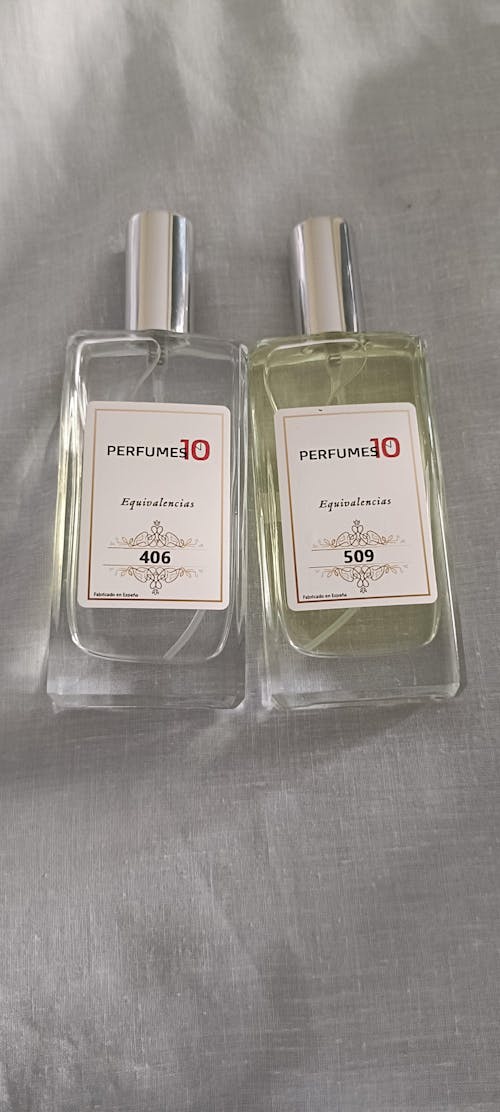 PERFUMES10
Equivalencias
406
Fabricado en España
PERFUMES10
Equivalencias
509
Fabricado en España